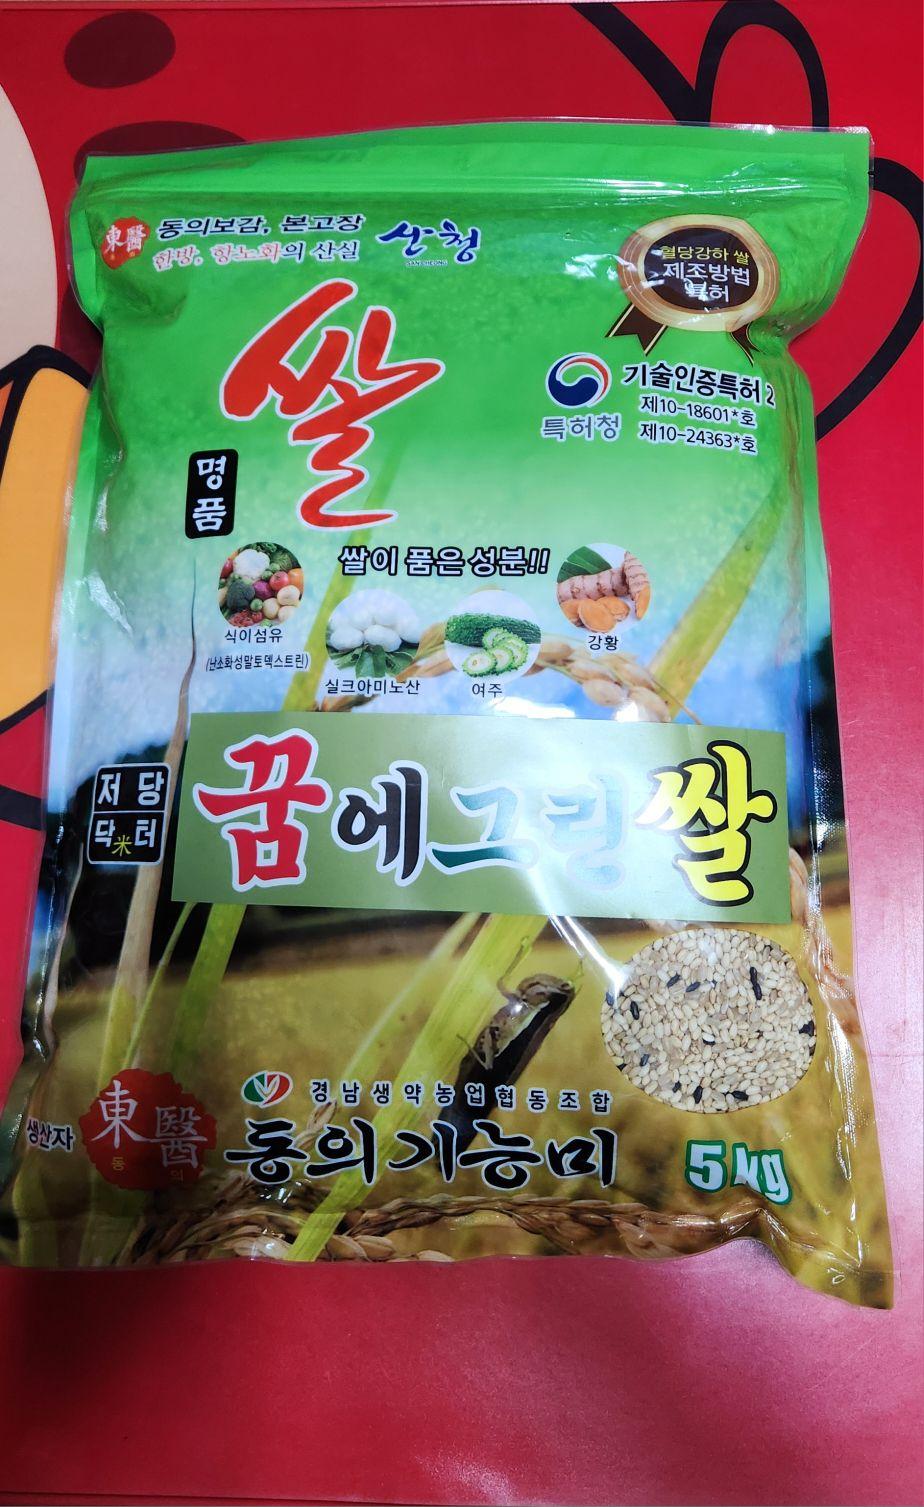 東醫 동의보감, 본고장
한방, 항노화의 산실
산청
SANCHEONG
혈당강하 쌀
제조방법
특허
쌀
명품
특허청
기술인증특허 2
제10-18601*호
제10-24363*호
쌀이 품은 성분!!
식이섬유
(난소화성말토덱스트린)
실크아미노산
여주
강황
저당
닥米터
꿈에그린쌀
생산자
東醫
동의
경남생약농업협동조합
동의기능미
5kg